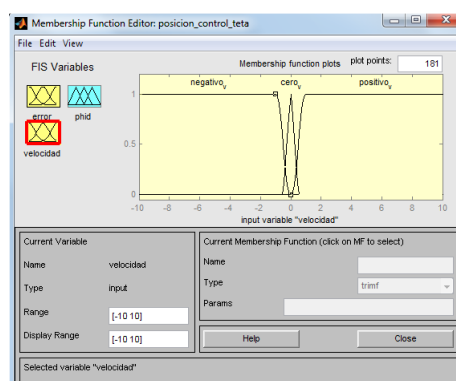 Membership Function Editor: posicion_control_teta
File Edit View
FIS Variables
Membership function plots plot points: 181
negativo_v cero_v positivo_v
error phid
velocidad
1
0.5
0
-10 -8 -6 -4 -2 0 2 4 6 8 10
input variable "velocidad"
Current Variable
Current Membership Function (click on MF to select)
Name velocidad
Name
Type input
Type trimf
Range [-10 10]
Params
Display Range [-10 10]
Help Close
Selected variable "velocidad"